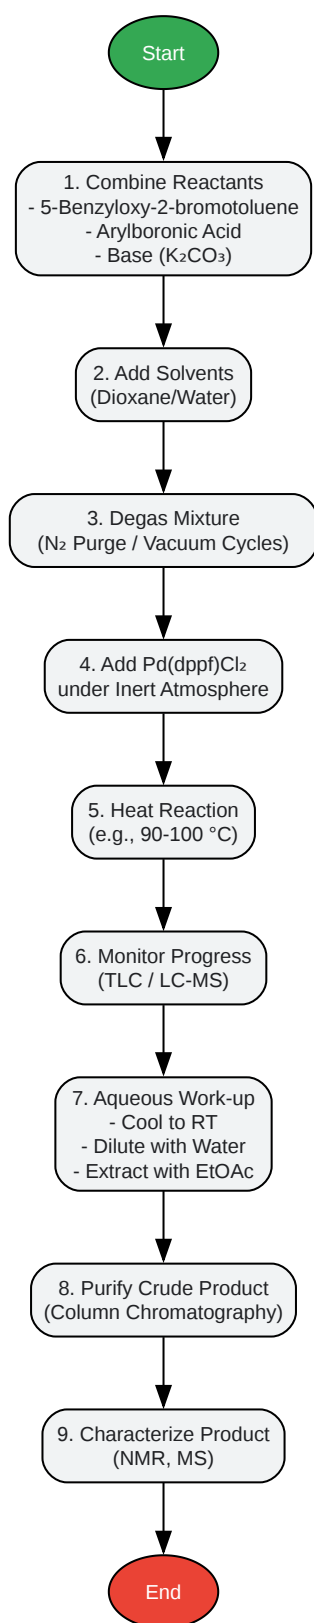 Start
1. Combine Reactants
- 5-Benzyloxy-2-bromotoluene
- Arylboronic Acid
- Base (K₂CO₃)
2. Add Solvents
(Dioxane/Water)
3. Degas Mixture
(N₂ Purge / Vacuum Cycles)
4. Add Pd(dppf)Cl₂
under Inert Atmosphere
5. Heat Reaction
(e.g., 90-100 °C)
6. Monitor Progress
(TLC / LC-MS)
7. Aqueous Work-up
- Cool to RT
- Dilute with Water
- Extract with EtOAc
8. Purify Crude Product
(Column Chromatography)
9. Characterize Product
(NMR, MS)
End